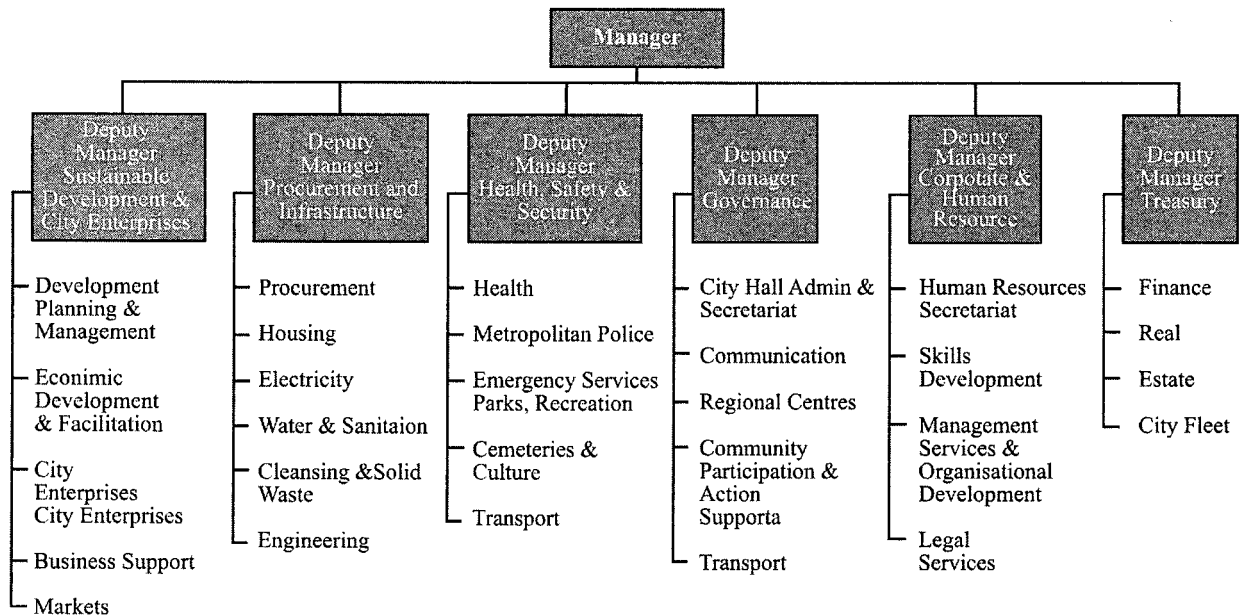 Manager
Deputy
Manager
Sustainable
Development &
City Enterprises
Development
Planning &
Management
Econimic
Development
& Facilitation
City
Enterprises
City Enterprises
Business Support
Markets
Deputy
Manager
Procurement and
Infrastructure
Procurement
Housing
Electricity
Water & Sanitaion
Cleansing &Solid
Waste
Engineering
Deputy
Manager
Health, Safety &
Security
Health
Metropolitan Police
Emergency Services
Parks, Recreation
Cemeteries &
Culture
Transport
Deputy
Manager
Governance
City Hall Admin &
Secretariat
Communication
Regional Centres
Community
Participation &
Action
Supporta
Transport
Deputy
Manager
Corpotate &
Human
Resource
Human Resources
Secretariat
Skills
Development
Management
Services &
Organisational
Development
Legal
Services
Deputy
Manager
Treasury
Finance
Real
Estate
City Fleet